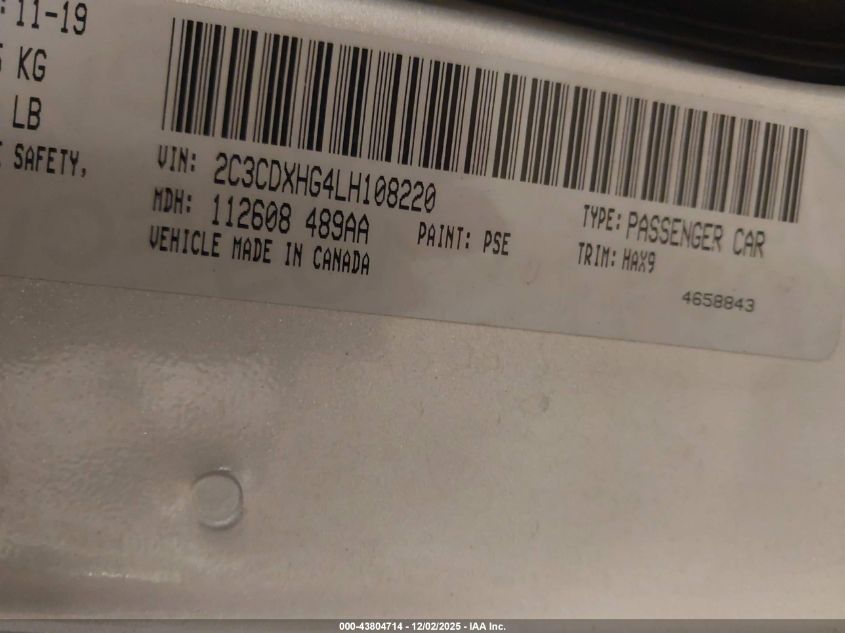 : 11-19
KG
LB
SAFETY,
VIN: 2C3CDXHG4LH108220
MDH: 112608 489AA
PAINT: PSE
VEHICLE MADE IN CANADA
TYPE: PASSENGER CAR
TRIM: HAX9
4658843
000-43804714 - 12/02/2025 - IAA Inc.